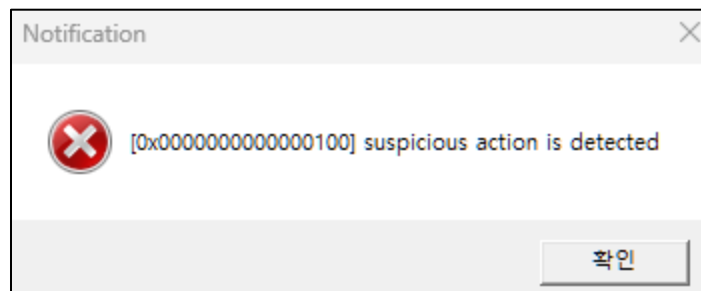 Notification
[0x0000000000000100] suspicious action is detected
확인